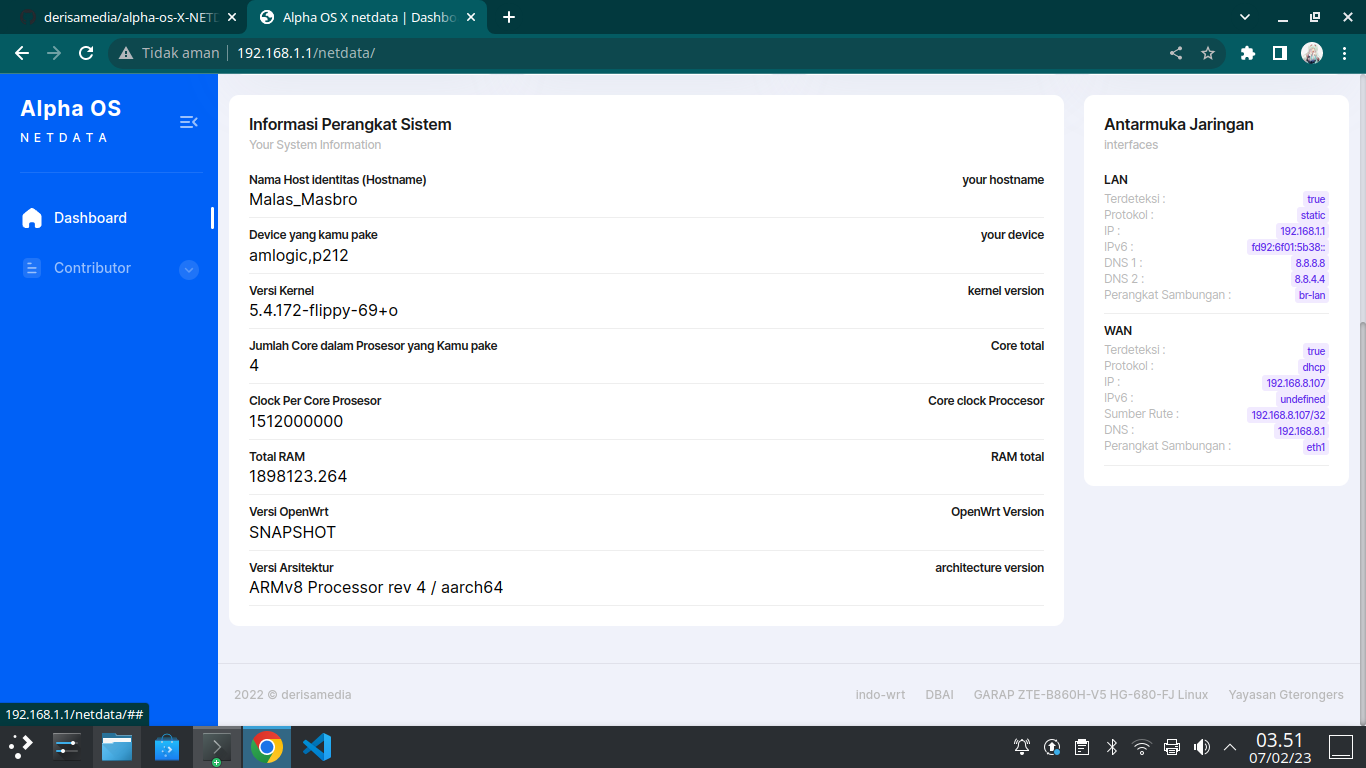 derisamedia/alpha-os-X-NETD
Alpha OS X netdata | Dashbo
Tidak aman
192.168.1.1/netdata/
Alpha OS
NETDATA
Dashboard
Contributor
Informasi Perangkat Sistem
Your System Information
Nama Host identitas (Hostname)
your hostname
Malas_Masbro
Device yang kamu pake
your device
amlogic,p212
Versi Kernel
kernel version
5.4.172-flippy-69+o
Jumlah Core dalam Prosesor yang Kamu pake
Core total
4
Clock Per Core Prosesor
Core clock Proccesor
1512000000
Total RAM
RAM total
1898123.264
Versi OpenWrt
OpenWrt Version
SNAPSHOT
Versi Arsitektur
architecture version
ARMv8 Processor rev 4 / aarch64
Antarmuka Jaringan
interfaces
LAN
Terdeteksi : true
Protokol : static
IP : 192.168.1.1
IPv6 : fd92:6f01:5b38::
DNS 1 : 8.8.8.8
DNS 2 : 8.8.4.4
Perangkat Sambungan : br-lan
WAN
Terdeteksi : true
Protokol : dhcp
IP : 192.168.8.107
IPv6 : undefined
Sumber Rute : 192.168.8.107/32
DNS : 192.168.8.1
Perangkat Sambungan : eth1
2022 © derisamedia
indo-wrt
DBAI
GARAP ZTE-B860H-V5 HG-680-FJ Linux
Yayasan Gterongers
192.168.1.1/netdata/##
03.51
07/02/23